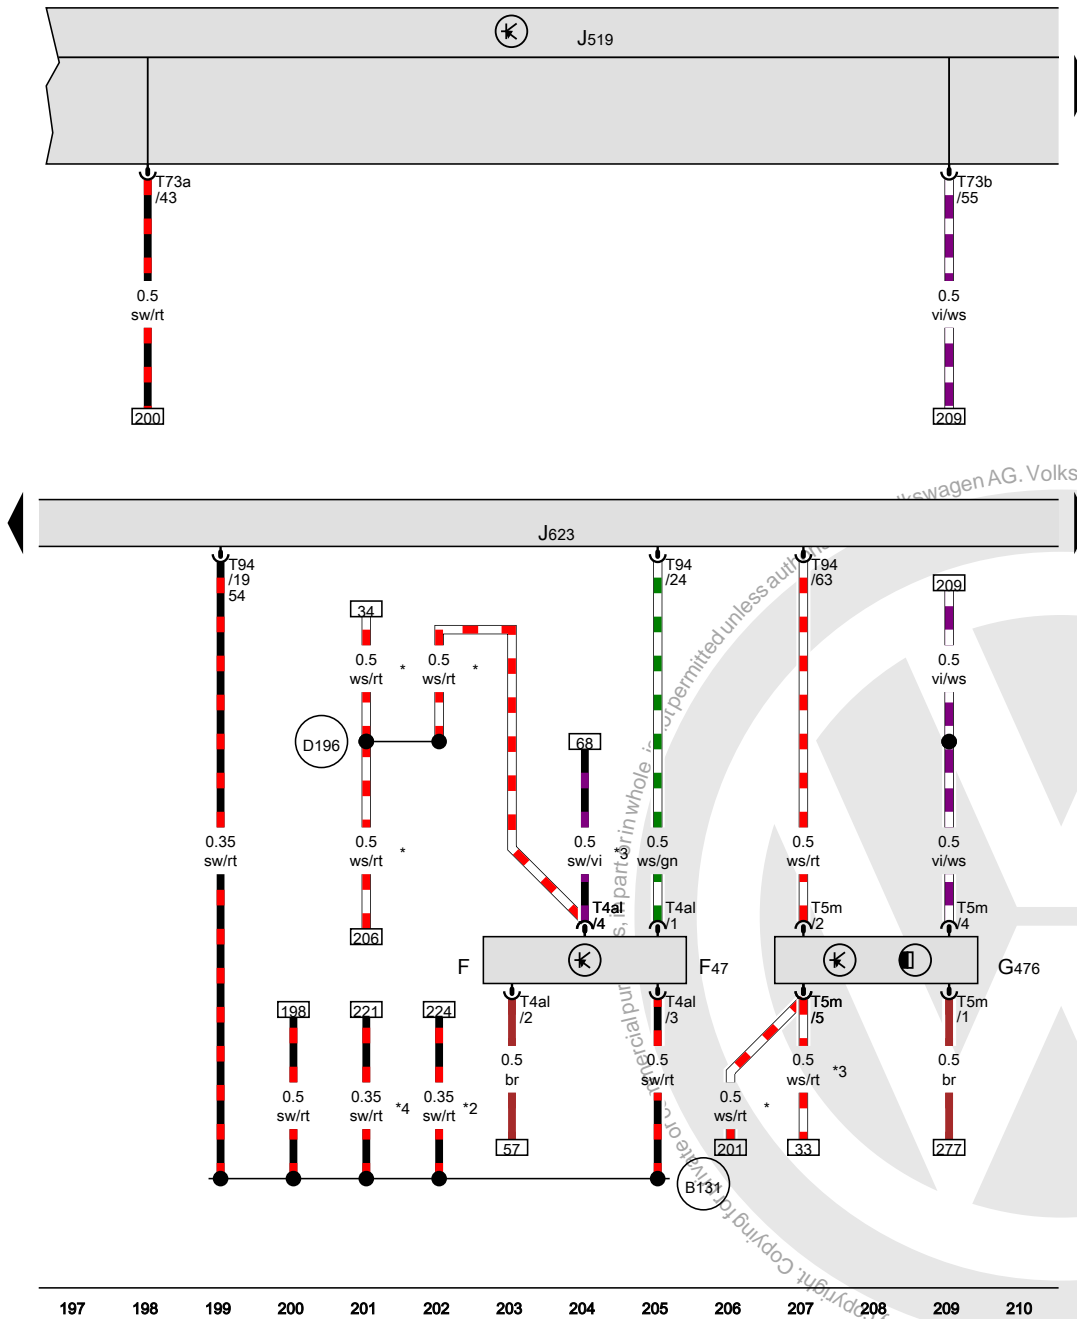 J519
T73a
/43
T73b
/55
0.5
sw/rt
0.5
vi/ws
200
209
J623
T94
/19
54
T94
/24
T94
/63
209
34
0.5
ws/rt
*
0.5
ws/rt
*
0.5
vi/ws
D196
68
0.35
sw/rt
0.5
ws/rt
*
0.5
sw/vi
*3
0.5
ws/gn
0.5
ws/rt
0.5
vi/ws
206
T4al
/4
T4al
/1
T5m
/2
T5m
/4
F
F47
G476
198
221
224
T4al
/2
T4al
/3
T5m
/5
T5m
/1
0.5
sw/rt
0.35
sw/rt
*4
0.35
sw/rt
*2
0.5
br
0.5
sw/rt
0.5
ws/rt
*
0.5
ws/rt
*3
0.5
br
57
201
33
277
B131
197 198 199 200 201 202 203 204 205 206 207 208 209 210